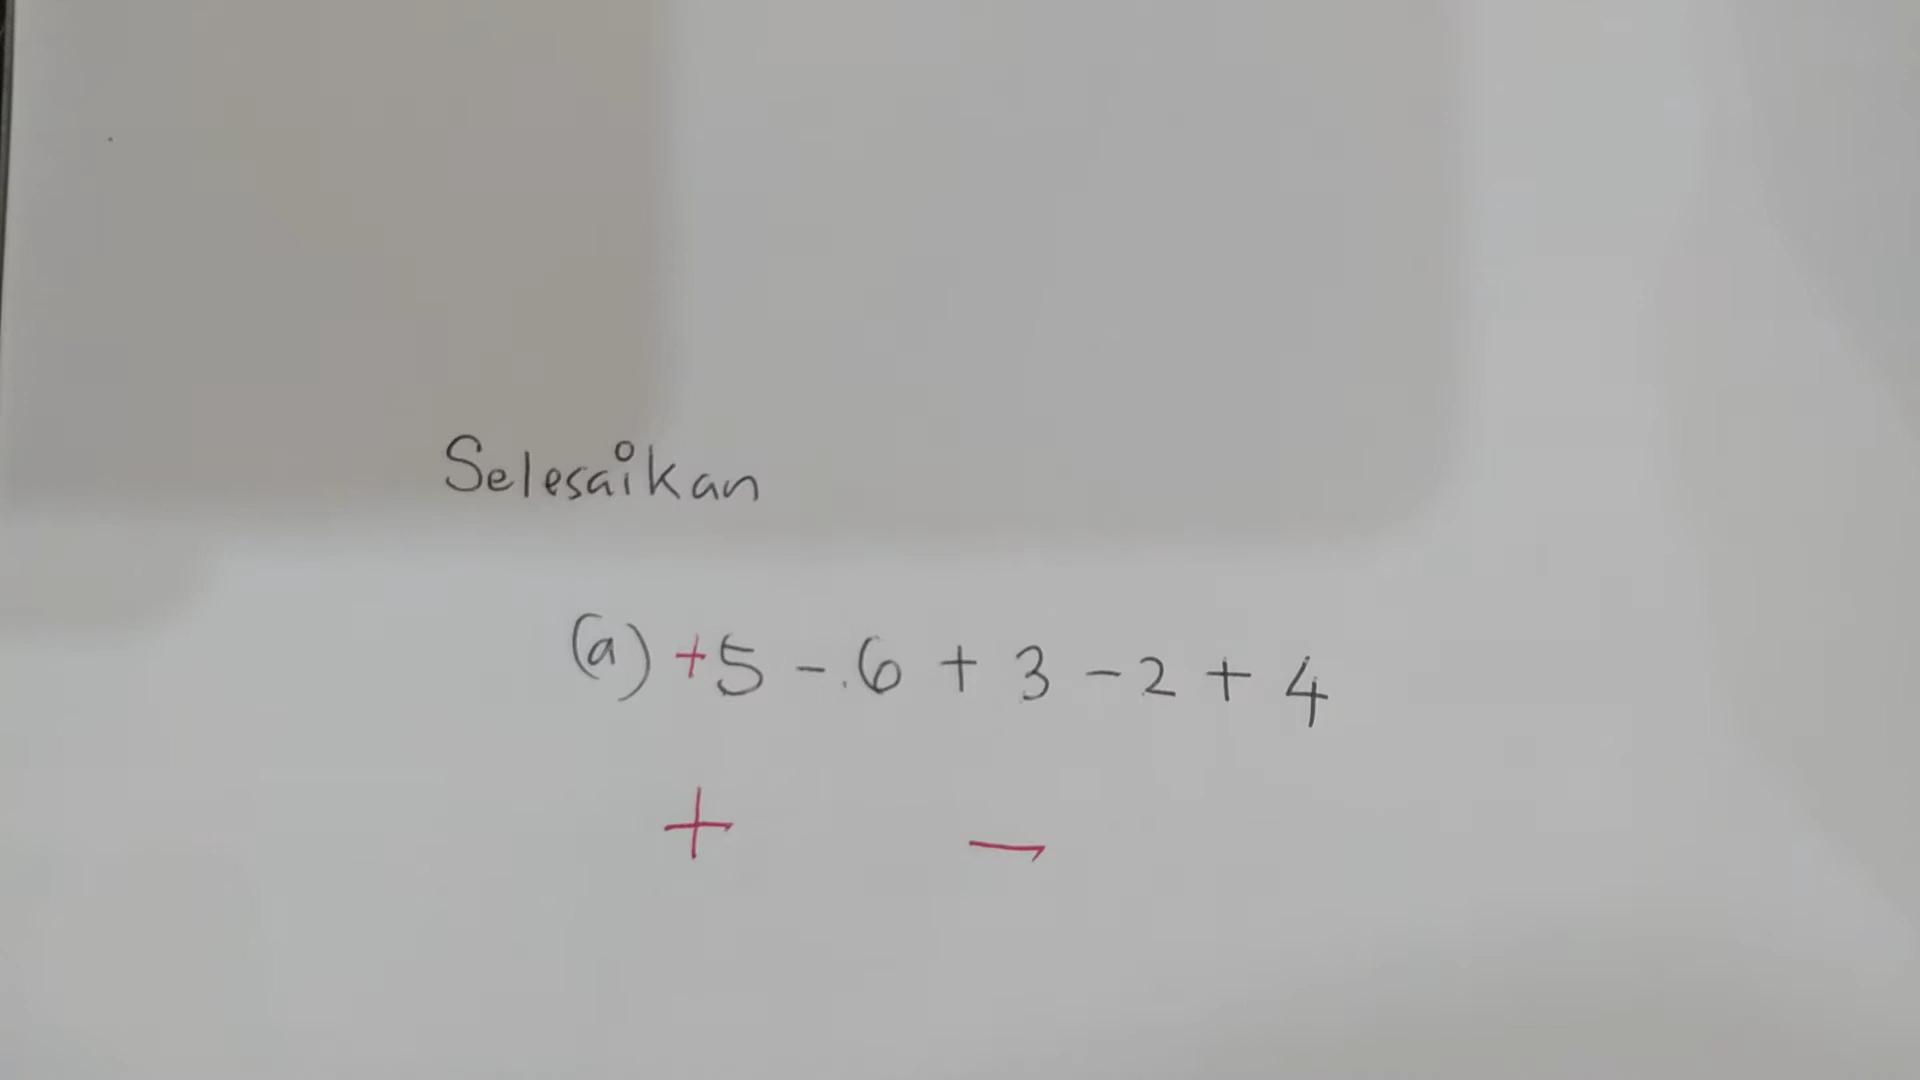 Selesaikan
(a) +5 - 6 + 3 - 2 + 4
+ -